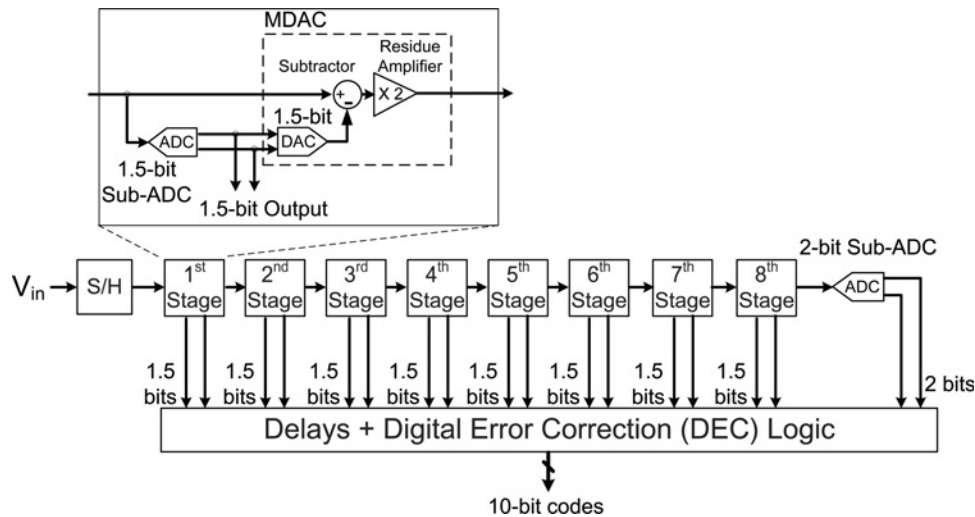 MDAC
Residue
Amplifier
Subtractor
+
-
X 2
1.5-bit
ADC
DAC
1.5-bit
Sub-ADC
1.5-bit Output
2-bit Sub-ADC
Vin
S/H
1st
Stage
2nd
Stage
3rd
Stage
4th
Stage
5th
Stage
6th
Stage
7th
Stage
8th
Stage
ADC
1.5
bits
1.5
bits
1.5
bits
1.5
bits
1.5
bits
1.5
bits
1.5
bits
1.5
bits
2 bits
Delays + Digital Error Correction (DEC) Logic
10-bit codes